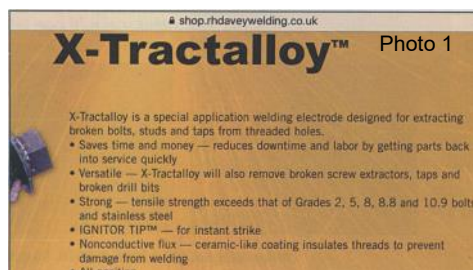 shop.rhdaveywelding.co.uk
X-Tractalloy™ Photo 1
X-Tractalloy is a special application welding electrode designed for extracting
broken bolts, studs and taps from threaded holes.
• Saves time and money — reduces downtime and labor by getting parts back
into service quickly
• Versatile — X-Tractalloy will also remove broken screw extractors, taps and
broken drill bits
• Strong — tensile strength exceeds that of Grades 2, 5, 8, 8.8 and 10.9 bolts
and stainless steel
• IGNITOR TIP™ — for instant strike
• Nonconductive flux — ceramic-like coating insulates threads to prevent
damage from welding